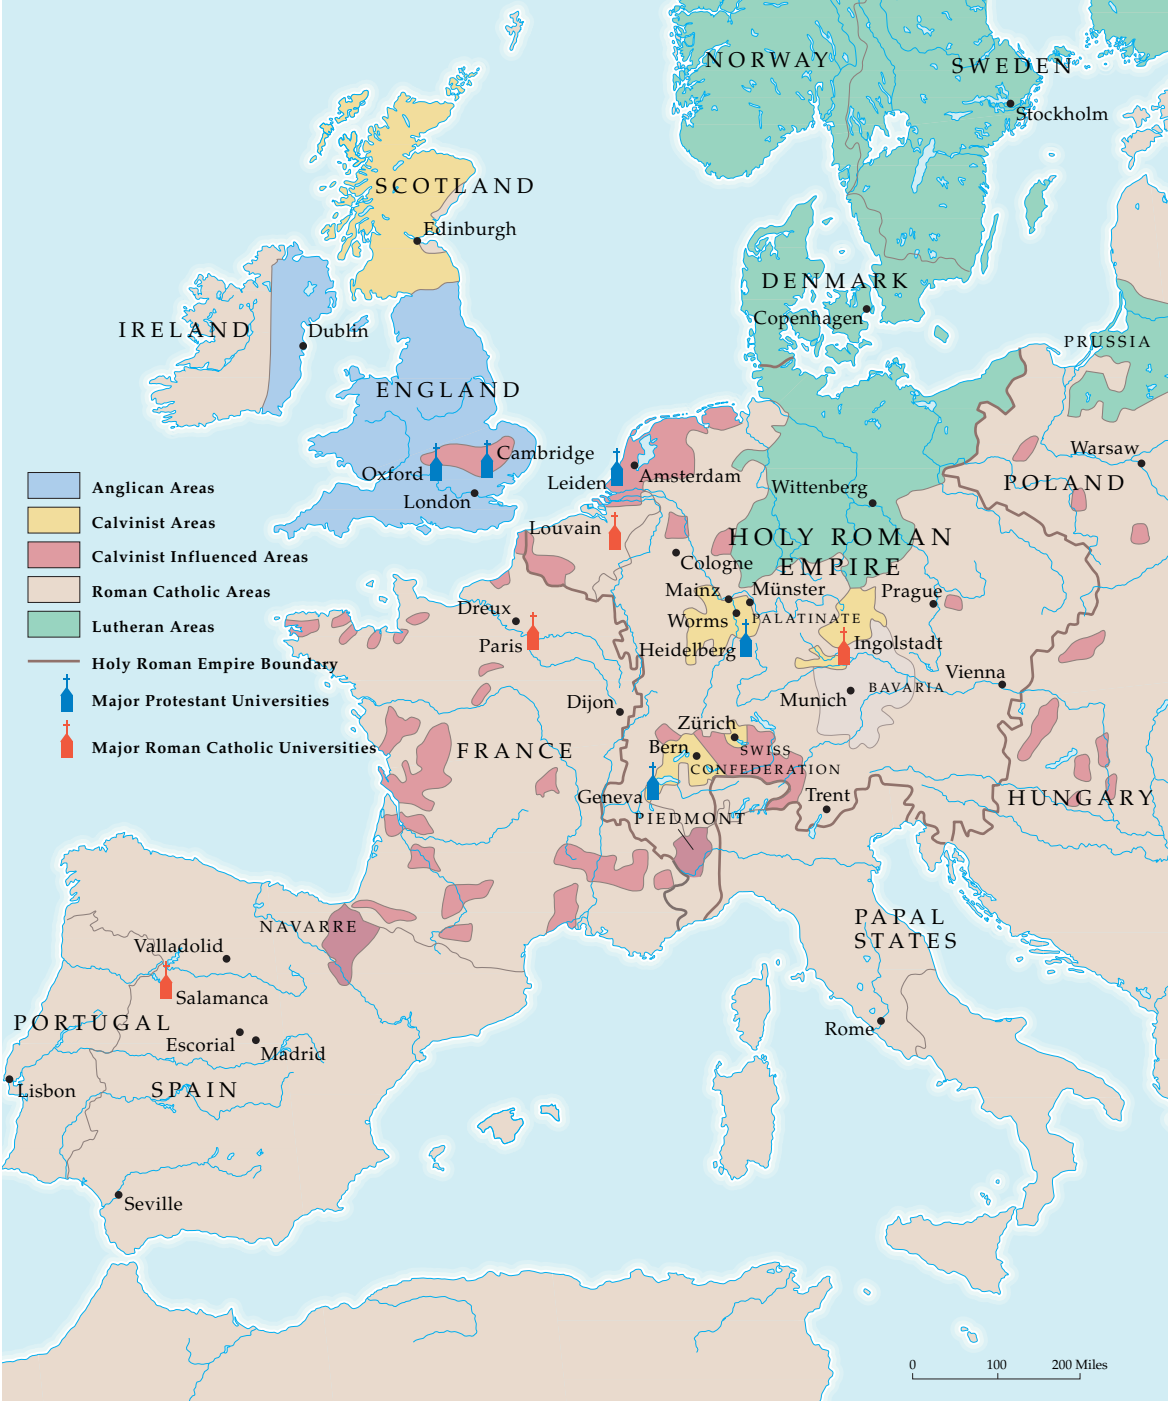 NORWAY
SWEDEN
Stockholm
SCOTLAND
Edinburgh
DENMARK
Copenhagen
IRELAND
Dublin
PRUSSIA
ENGLAND
Cambridge
Oxford
London
Leiden
Amsterdam
Warsaw
POLAND
Wittenberg
Louvain
HOLY ROMAN
EMPIRE
Cologne
Anglican Areas
Calvinist Areas
Calvinist Influenced Areas
Roman Catholic Areas
Lutheran Areas
Holy Roman Empire Boundary
Major Protestant Universities
Major Roman Catholic Universities
Mainz
Münster
Prague
Dreux
Worms
PALATINATE
Paris
Heidelberg
Ingolstadt
Vienna
BAVARIA
Munich
Dijon
Zürich
Bern
SWISS
CONFEDERATION
FRANCE
Geneva
Trent
HUNGARY
PIEDMONT
NAVARRE
PAPAL
STATES
Valladolid
Salamanca
PORTUGAL
Escorial
Madrid
Rome
Lisbon
SPAIN
Seville
0 100 200 Miles